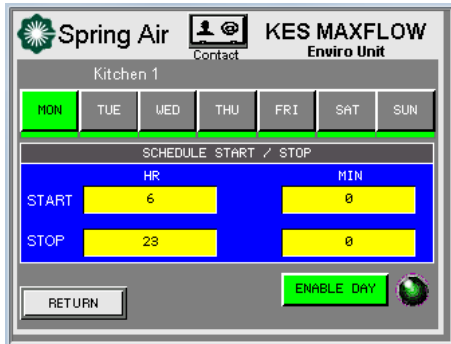 Spring Air Contact KES MAXFLOW
Enviro Unit
Kitchen 1
MON TUE WED THU FRI SAT SUN
SCHEDULE START / STOP
HR MIN
START 6 0
STOP 23 0
ENABLE DAY
RETURN